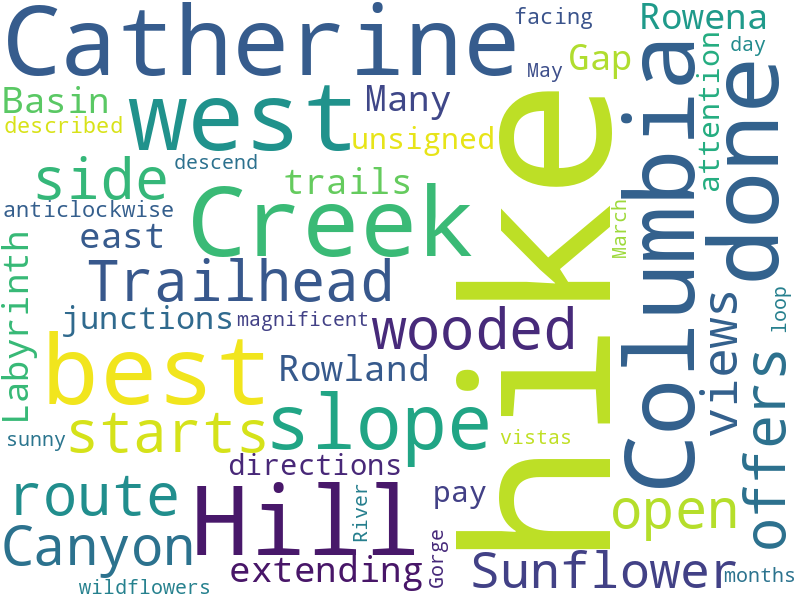 Catherine
facing
Rowena
May
Gap
day
Basin
west
Many
described
unsigned
hike
Columbia
attention
done
side
descend
trails
Creek
anticlockwise
east
March
Labyrinth
Trailhead
junctions
magnificent
wooded
views
loop
best
Rowland
offers
sunny
starts
slope
vistas
directions
route
Hill
River
pay
open
Canyon
extending
Gorge
Sunflower
months
wildflowers